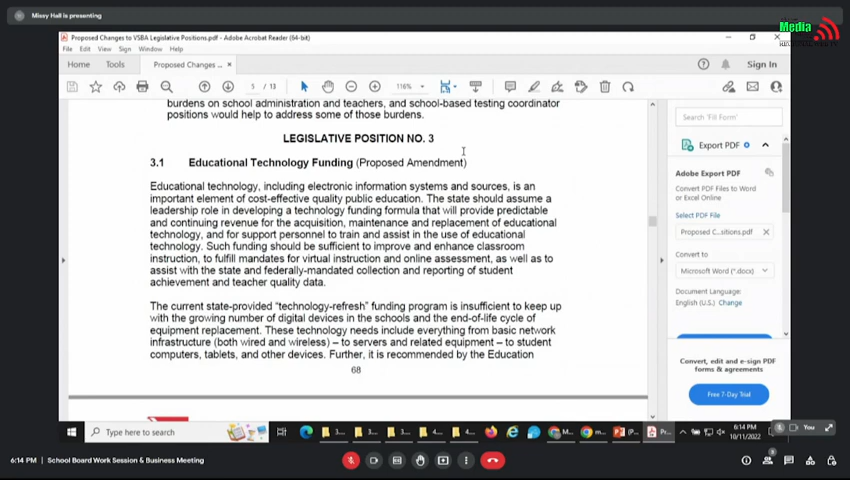 Missy Hall is presenting
Media
Proposed Changes to VSBA Legislative Positions.pdf - Adobe Acrobat Reader (64-bit)
File Edit View Sign Window Help
Home Tools Proposed Changes ... × Sign In
5 / 13 116%
burdens on school administration and teachers, and school-based testing coordinator
positions would help to address some of those burdens.
LEGISLATIVE POSITION NO. 3
3.1 Educational Technology Funding (Proposed Amendment)
Educational technology, including electronic information systems and sources, is an
important element of cost-effective quality public education. The state should assume a
leadership role in developing a technology funding formula that will provide predictable
and continuing revenue for the acquisition, maintenance and replacement of educational
technology, and for support personnel to train and assist in the use of educational
technology. Such funding should be sufficient to improve and enhance classroom
instruction, to fulfill mandates for virtual instruction and online assessment, as well as to
assist with the state and federally-mandated collection and reporting of student
achievement and teacher quality data.
The current state-provided “technology-refresh” funding program is insufficient to keep up
with the growing number of digital devices in the schools and the end-of-life cycle of
equipment replacement. These technology needs include everything from basic network
infrastructure (both wired and wireless) – to servers and related equipment – to student
computers, tablets, and other devices. Further, it is recommended by the Education
68
Search 'Fill Form'
Export PDF
Adobe Export PDF
Convert PDF Files to Word
or Excel Online
Select PDF File
Proposed C...sitions.pdf ×
Convert to
Microsoft Word (*.docx)
Document Language:
English (U.S.) Change
Convert, edit and e-sign PDF
forms & agreements
Free 7-Day Trial
Type here to search
3... 3... 3... 4... 4... M... m... (P... Pr...
6:14 PM
10/11/2022
You
6:14 PM School Board Work Session & Business Meeting